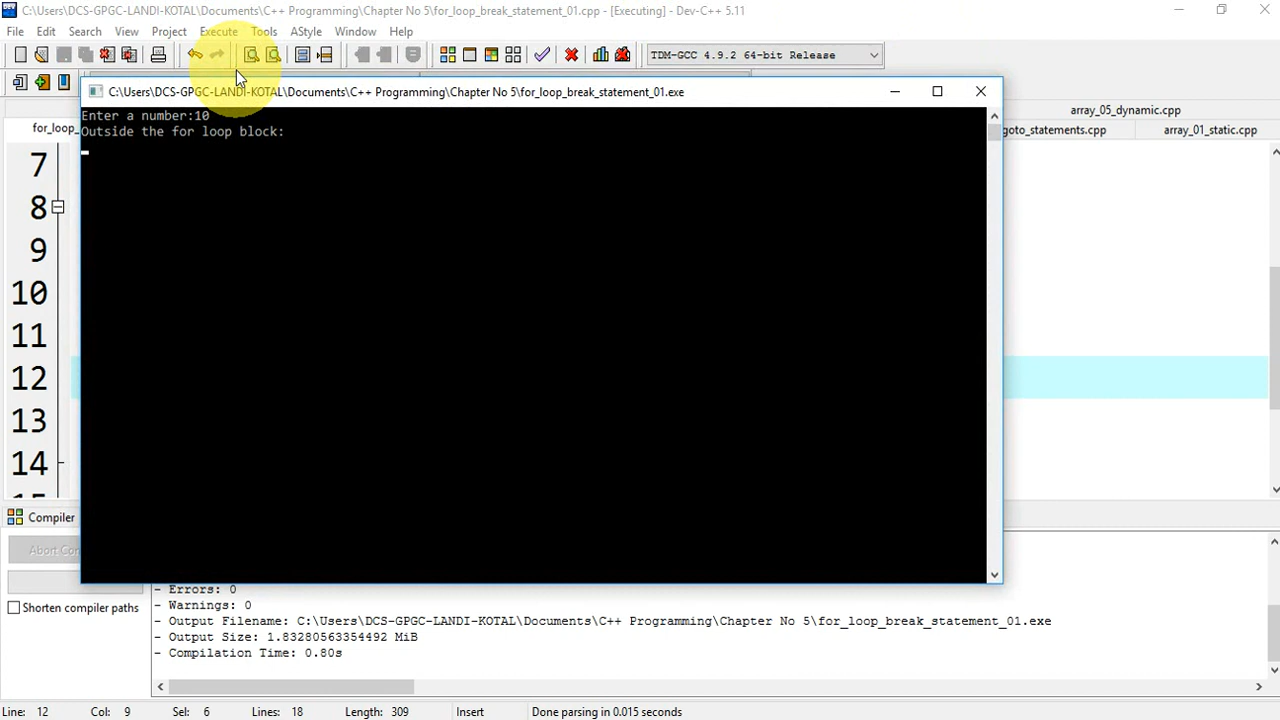 C:\Users\DCS-GPGC-LANDI-KOTAL\Documents\C++ Programming\Chapter No 5\for_loop_break_statement_01.cpp - [Executing] - Dev-C++ 5.11
File Edit Search View Project Execute Tools AStyle Window Help
TDM-GCC 4.9.2 64-bit Release
C:\Users\DCS-GPGC-LANDI-KOTAL\Documents\C++ Programming\Chapter No 5\for_loop_break_statement_01.exe
array_05_dynamic.cpp
for_loop_ goto_statements.cpp array_01_static.cpp
Enter a number:10
Outside the for loop block:
7
8
9
10
11
12
13
14
Compiler
Abort Con
- Errors: 0
- Warnings: 0
- Output Filename: C:\Users\DCS-GPGC-LANDI-KOTAL\Documents\C++ Programming\Chapter No 5\for_loop_break_statement_01.exe
- Output Size: 1.83280563354492 MiB
- Compilation Time: 0.80s
Shorten compiler paths
Line: 12 Col: 9 Sel: 6 Lines: 18 Length: 309 Insert Done parsing in 0.015 seconds